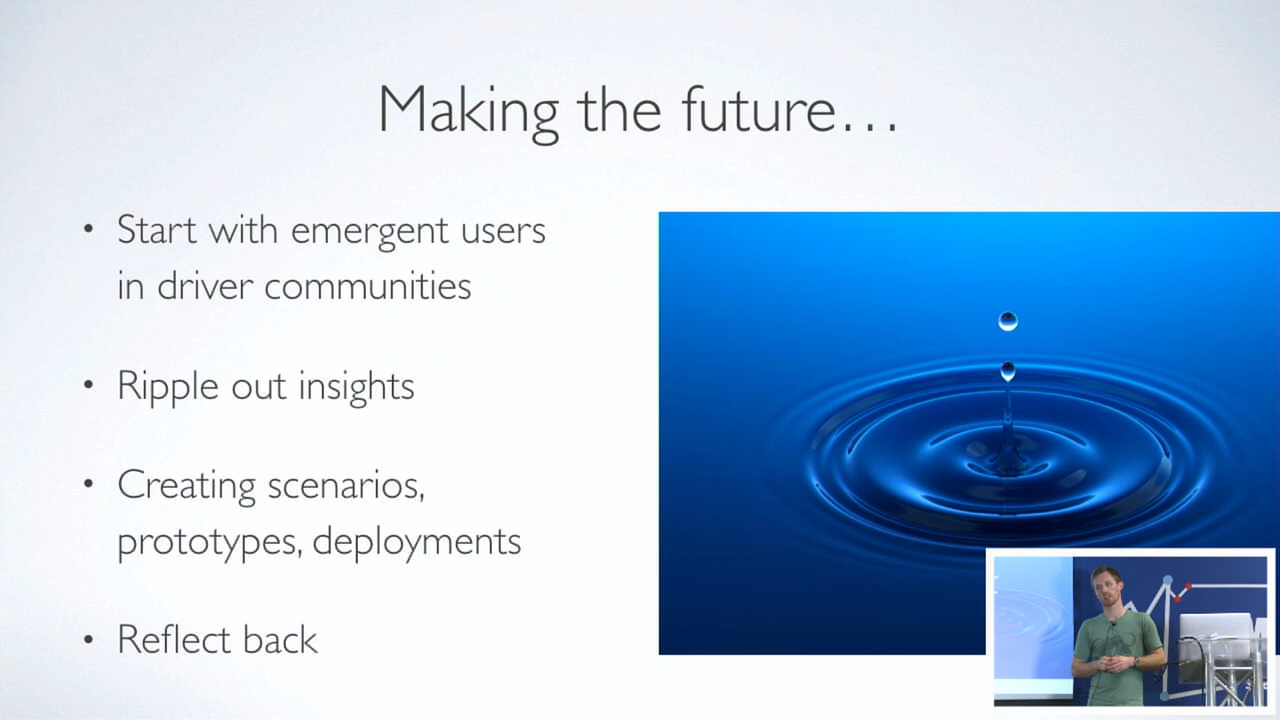 Making the future…
• Start with emergent users
in driver communities
• Ripple out insights
• Creating scenarios,
prototypes, deployments
• Reflect back